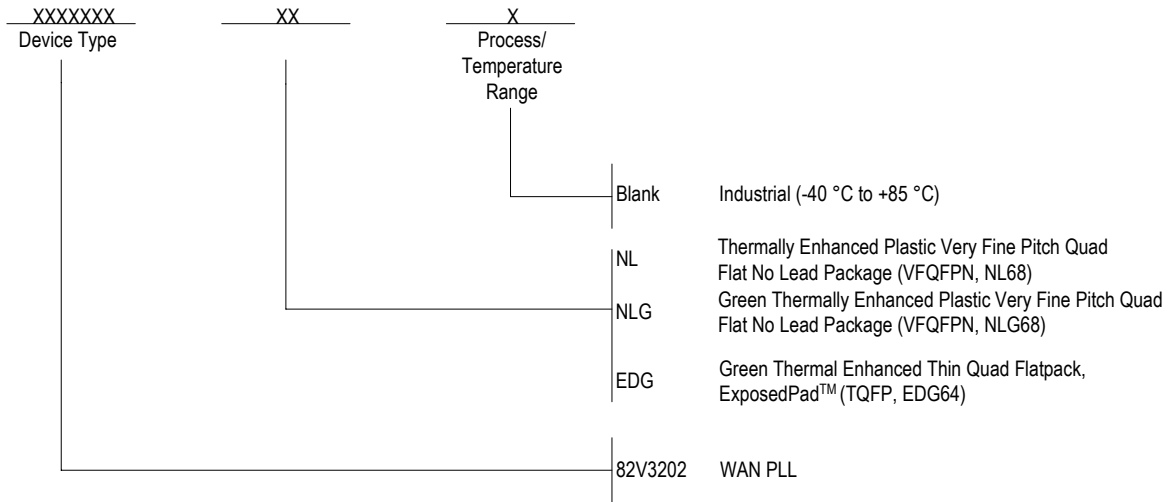 XXXXXXX XX X
Device Type Process/
Temperature
Range
Blank Industrial (-40 °C to +85 °C)
NL Thermally Enhanced Plastic Very Fine Pitch Quad
Flat No Lead Package (VFQFPN, NL68)
NLG Green Thermally Enhanced Plastic Very Fine Pitch Quad
Flat No Lead Package (VFQFPN, NLG68)
EDG Green Thermal Enhanced Thin Quad Flatpack,
ExposedPad™ (TQFP, EDG64)
82V3202 WAN PLL